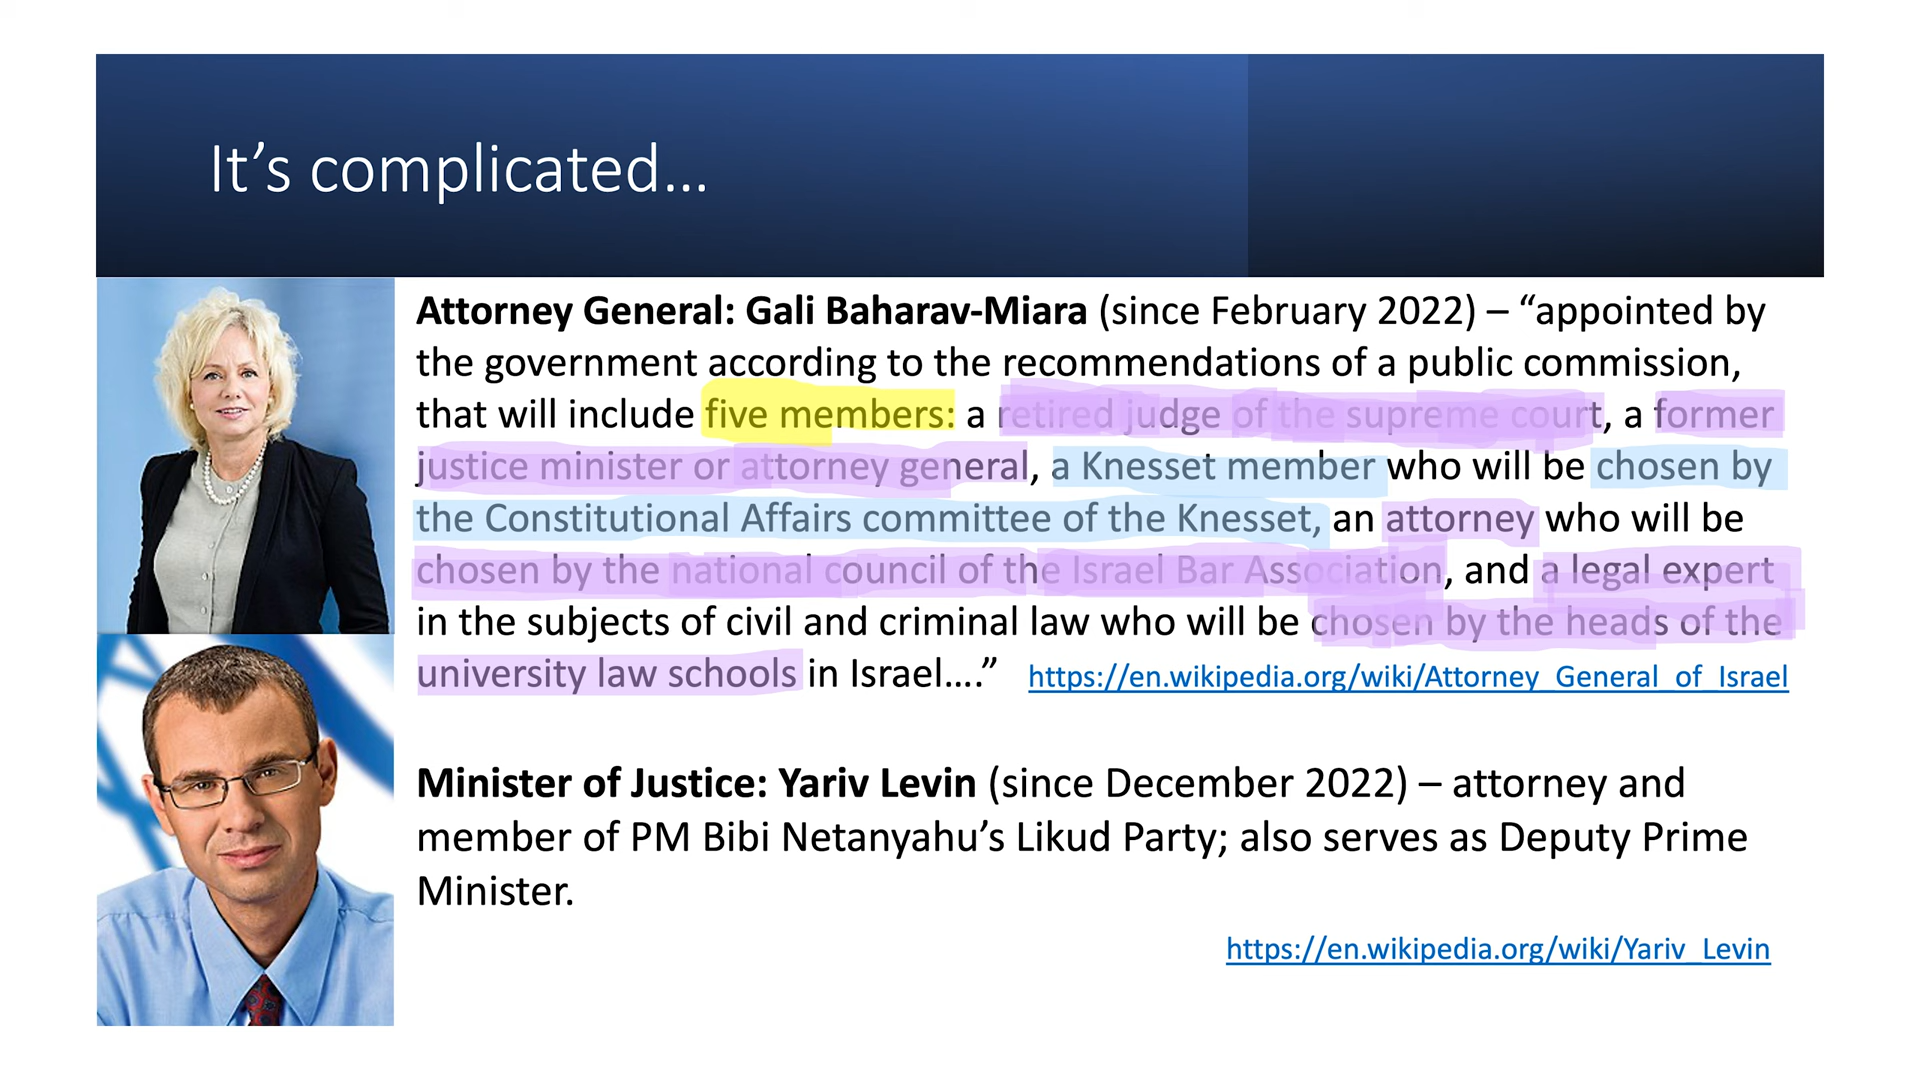 It’s complicated…
Attorney General: Gali Baharav-Miara (since February 2022) – “appointed by
the government according to the recommendations of a public commission,
that will include five members: a retired judge of the supreme court, a former
justice minister or attorney general, a Knesset member who will be chosen by
the Constitutional Affairs committee of the Knesset, an attorney who will be
chosen by the national council of the Israel Bar Association, and a legal expert
in the subjects of civil and criminal law who will be chosen by the heads of the
university law schools in Israel….” https://en.wikipedia.org/wiki/Attorney_General_of_Israel
Minister of Justice: Yariv Levin (since December 2022) – attorney and
member of PM Bibi Netanyahu’s Likud Party; also serves as Deputy Prime
Minister.
https://en.wikipedia.org/wiki/Yariv_Levin